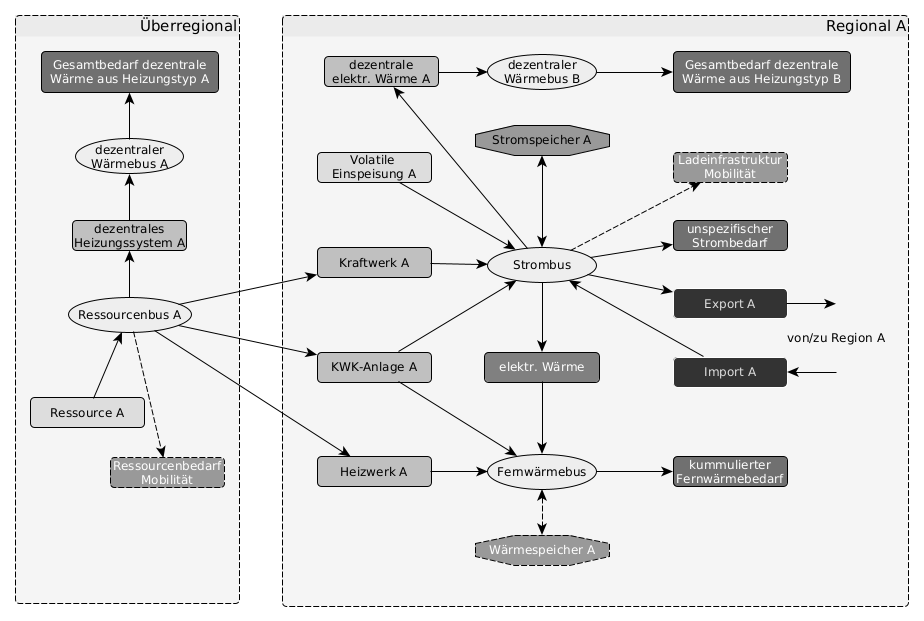 Überregional
Gesamtbedarf dezentrale
Wärme aus Heizungstyp A
dezentraler
Wärmebus A
dezentrales
Heizungssystem A
Ressourcenbus A
Ressource A
Ressourcenbedarf
Mobilität
Regional A
dezentrale
elektr. Wärme A
dezentraler
Wärmebus B
Gesamtbedarf dezentrale
Wärme aus Heizungstyp B
Stromspeicher A
Volatile
Einspeisung A
Ladeinfrastruktur
Mobilität
unspezifischer
Strombedarf
Kraftwerk A
Strombus
Export A
von/zu Region A
KWK-Anlage A
elektr. Wärme
Import A
Heizwerk A
Fernwärmebus
kummulierter
Fernwärmebedarf
Wärmespeicher A